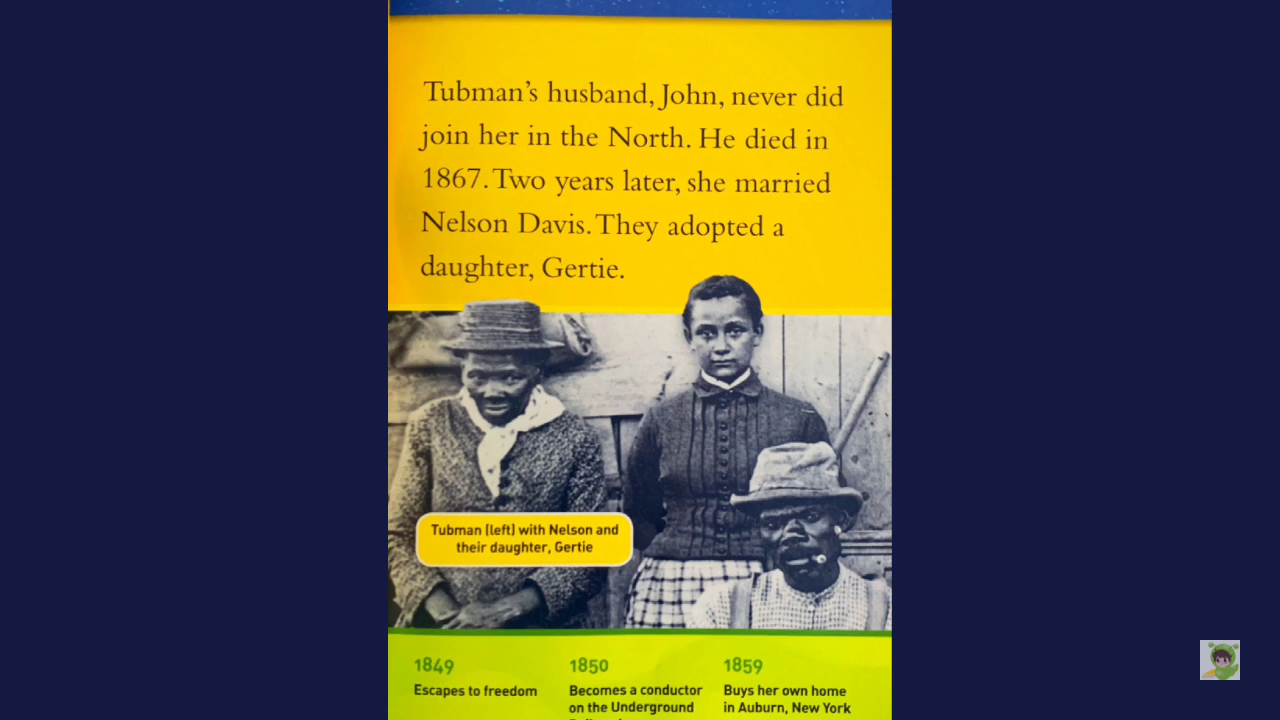 Tubman's husband, John, never did
join her in the North. He died in
1867. Two years later, she married
Nelson Davis. They adopted a
daughter, Gertie.
Tubman (left) with Nelson and
their daughter, Gertie
1849
Escapes to freedom
1850
Becomes a conductor
on the Underground
1859
Buys her own home
in Auburn, New York